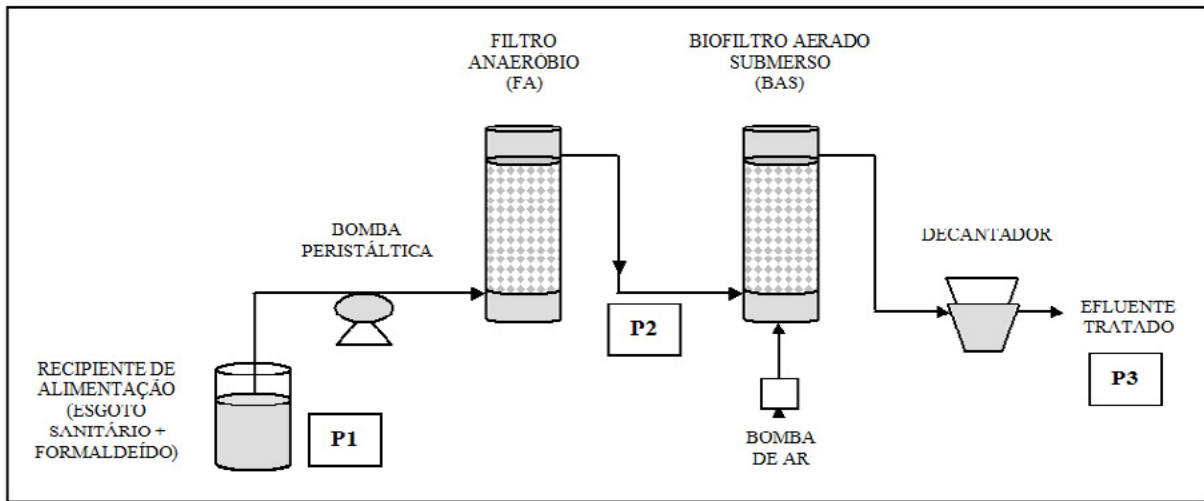 FILTRO
ANAERÓBIO
(FA)
BIOFILTRO AERADO
SUBMERSO
(BAS)
BOMBA
PERISTÁLTICA
DECANTADOR
P2
EFLUENTE
TRATADO
P3
RECIPIENTE DE
ALIMENTAÇÃO
(ESGOTO
SANITÁRIO +
FORMALDEÍDO)
P1
BOMBA
DE AR